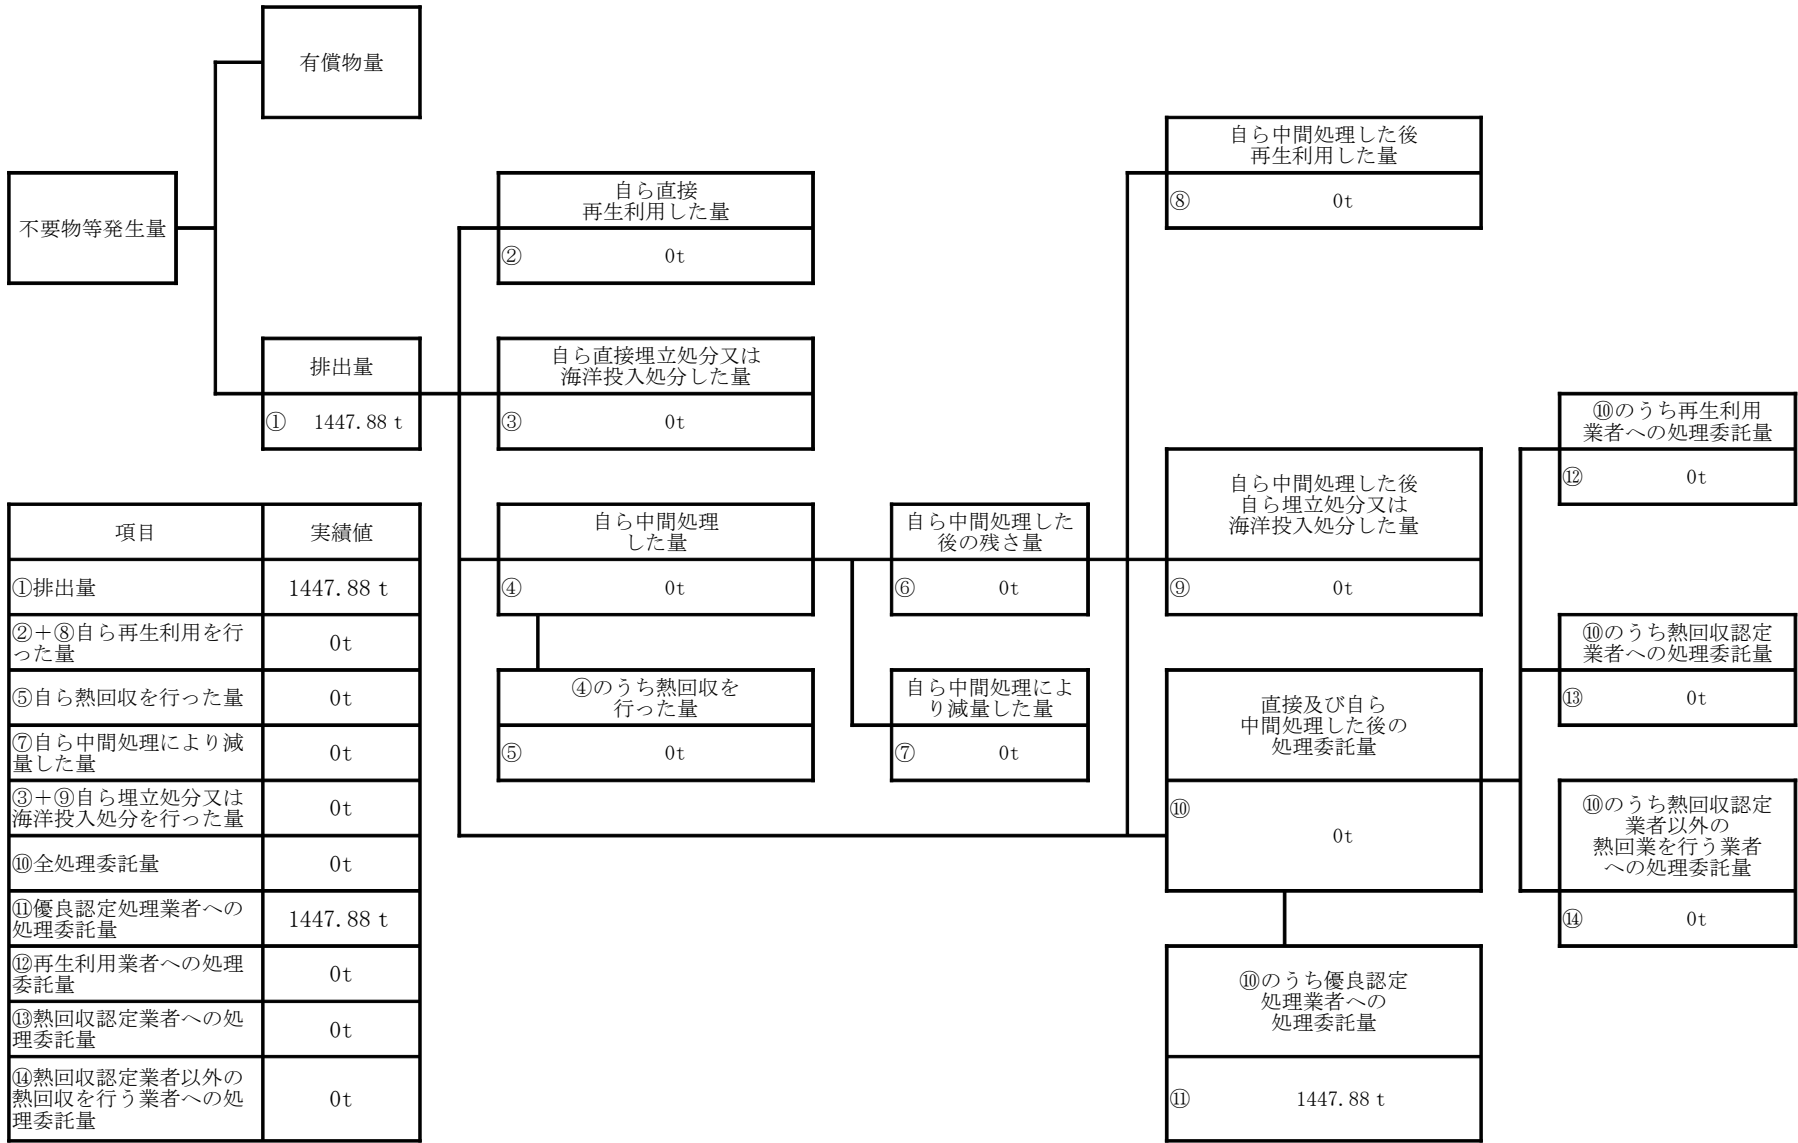 有償物量
不要物等発生量
排出量
① 1447.88 t
自ら直接
再生利用した量
② 0t
自ら直接埋立処分又は
海洋投入処分した量
③ 0t
自ら中間処理
した量
④ 0t
④のうち熱回収を
行った量
⑤ 0t
自ら中間処理した
後の残さ量
⑥ 0t
自ら中間処理によ
り減量した量
⑦ 0t
自ら中間処理した後
再生利用した量
⑧ 0t
自ら中間処理した後
自ら埋立処分又は
海洋投入処分した量
⑨ 0t
直接及び自ら
中間処理した後の
処理委託量
⑩
0t
⑩のうち優良認定
処理業者への
処理委託量
⑪ 1447.88 t
⑩のうち再生利用
業者への処理委託量
⑫ 0t
⑩のうち熱回収認定
業者への処理委託量
⑬ 0t
⑩のうち熱回収認定
業者以外の
熱回業を行う業者
への処理委託量
⑭ 0t
項目 実績値
①排出量 1447.88 t
②＋⑧自ら再生利用を行
った量 0t
⑤自ら熱回収を行った量 0t
⑦自ら中間処理により減
量した量 0t
③＋⑨自ら埋立処分又は
海洋投入処分を行った量 0t
⑩全処理委託量 0t
⑪優良認定処理業者への
処理委託量 1447.88 t
⑫再生利用業者への処理
委託量 0t
⑬熱回収認定業者への処
理委託量 0t
⑭熱回収認定業者以外の
熱回収を行う業者への処
理委託量 0t